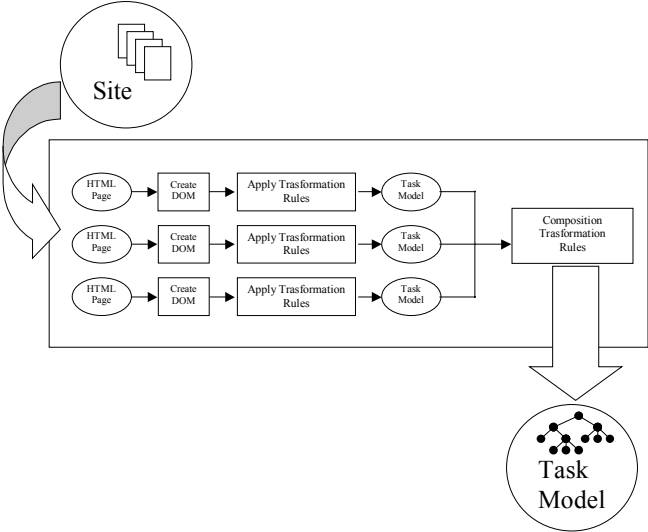 Site
HTML
Page
Create
DOM
Apply Trasformation
Rules
Task
Model
HTML
Page
Create
DOM
Apply Trasformation
Rules
Task
Model
HTML
Page
Create
DOM
Apply Trasformation
Rules
Task
Model
Composition
Trasformation
Rules
Task
Model